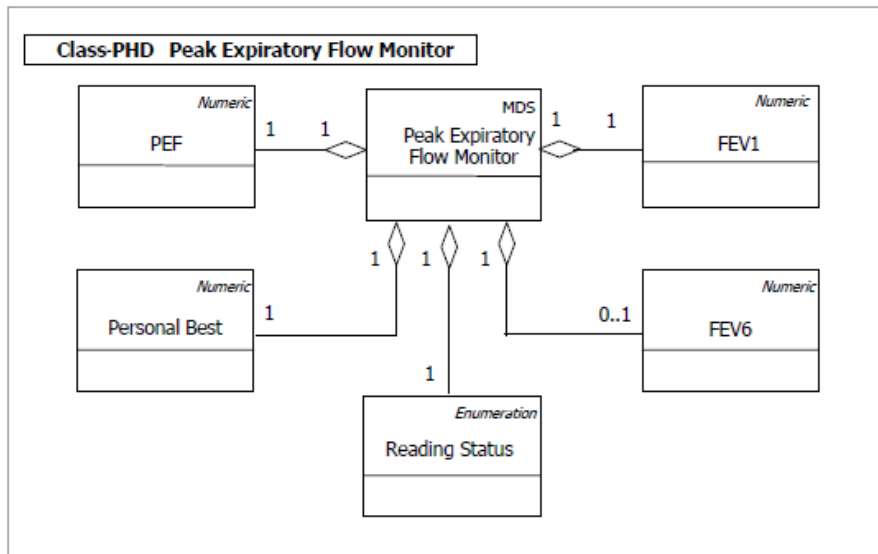 Class-PHD Peak Expiratory Flow Monitor
Numeric
PEF
1
1
MDS
Peak Expiratory
Flow Monitor
1
1
Numeric
FEV1
1
1
1
Numeric
Personal Best
1
1
Enumeration
Reading Status
0..1
Numeric
FEV6